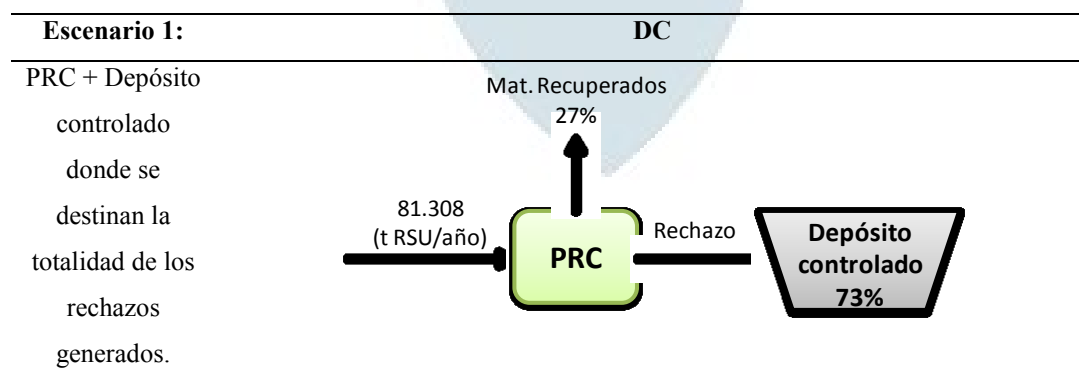 Escenario 1:
DC
PRC + Depósito
controlado
donde se
destinan la
totalidad de los
rechazos
generados.
Mat. Recuperados
27%
81.308
(t RSU/año)
PRC
Rechazo
Depósito
controlado
73%